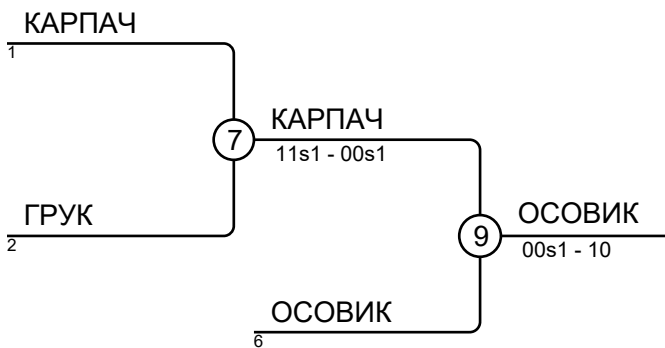 КАРПАЧ
1
7
КАРПАЧ
11s1 - 00s1
ГРУК
2
9
ОСОВИК
00s1 - 10
ОСОВИК
6